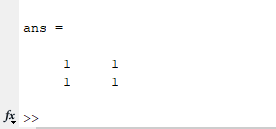 ans =
1 1
1 1
fx >>